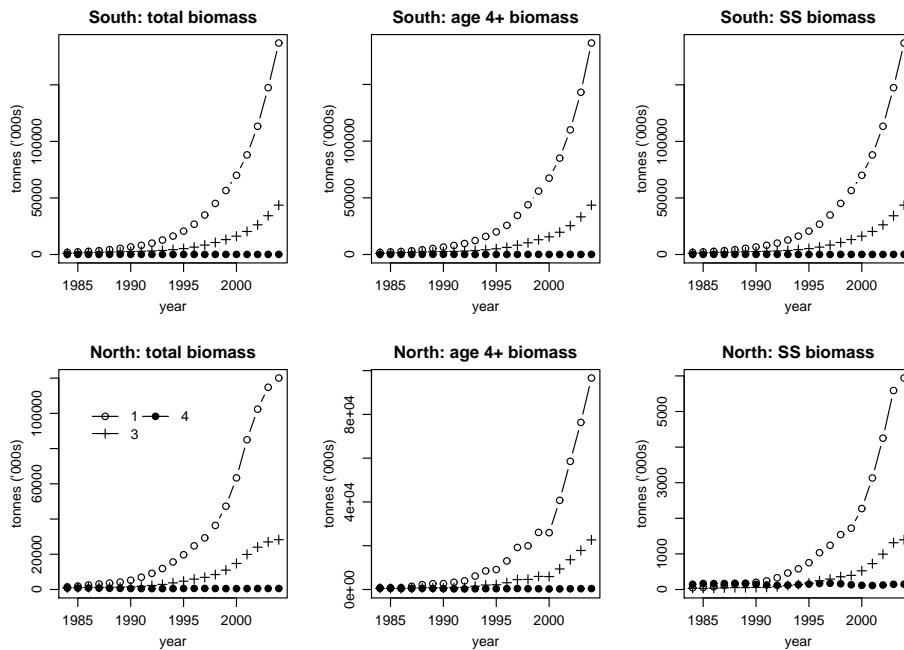 South: total biomass
South: age 4+ biomass
South: SS biomass
tonnes ('000s)
0
50000
100000
1985
1990
1995
2000
year
tonnes ('000s)
0
50000
100000
1985
1990
1995
2000
year
tonnes ('000s)
0
50000
100000
1985
1990
1995
2000
year
North: total biomass
North: age 4+ biomass
North: SS biomass
tonnes ('000s)
0
20000
60000
100000
1
4
3
1985
1990
1995
2000
year
tonnes ('000s)
0e+00
4e+04
8e+04
1985
1990
1995
2000
year
tonnes ('000s)
0
1000
3000
5000
1985
1990
1995
2000
year